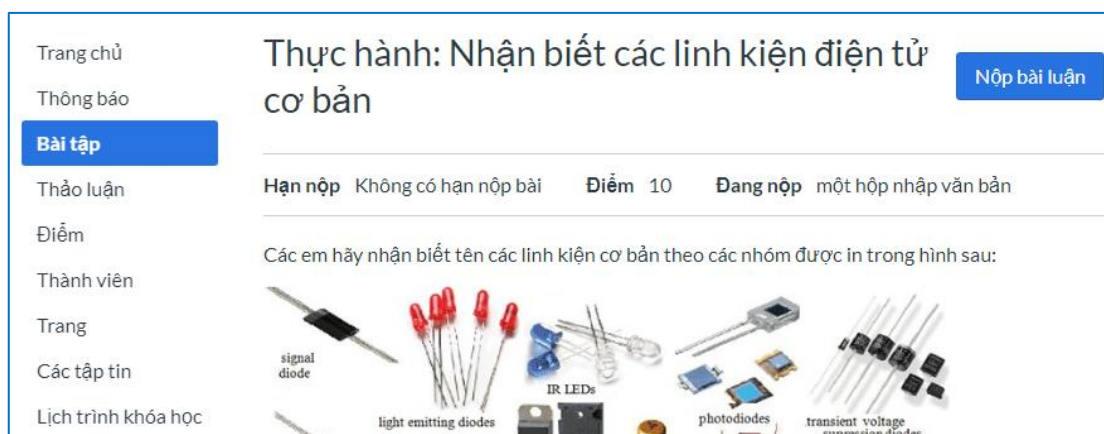 Trang chủ
Thông báo
Bài tập
Thảo luận
Điểm
Thành viên
Trang
Các tập tin
Lịch trình khóa học
Thực hành: Nhận biết các linh kiện điện tử
cơ bản
Nộp bài luận
Hạn nộp Không có hạn nộp bài Điểm 10 Đang nộp một hộp nhập văn bản
Các em hãy nhận biết tên các linh kiện cơ bản theo các nhóm được in trong hình sau:
signal
diode
light emitting diodes
IR LEDs
photodiodes
transient voltage